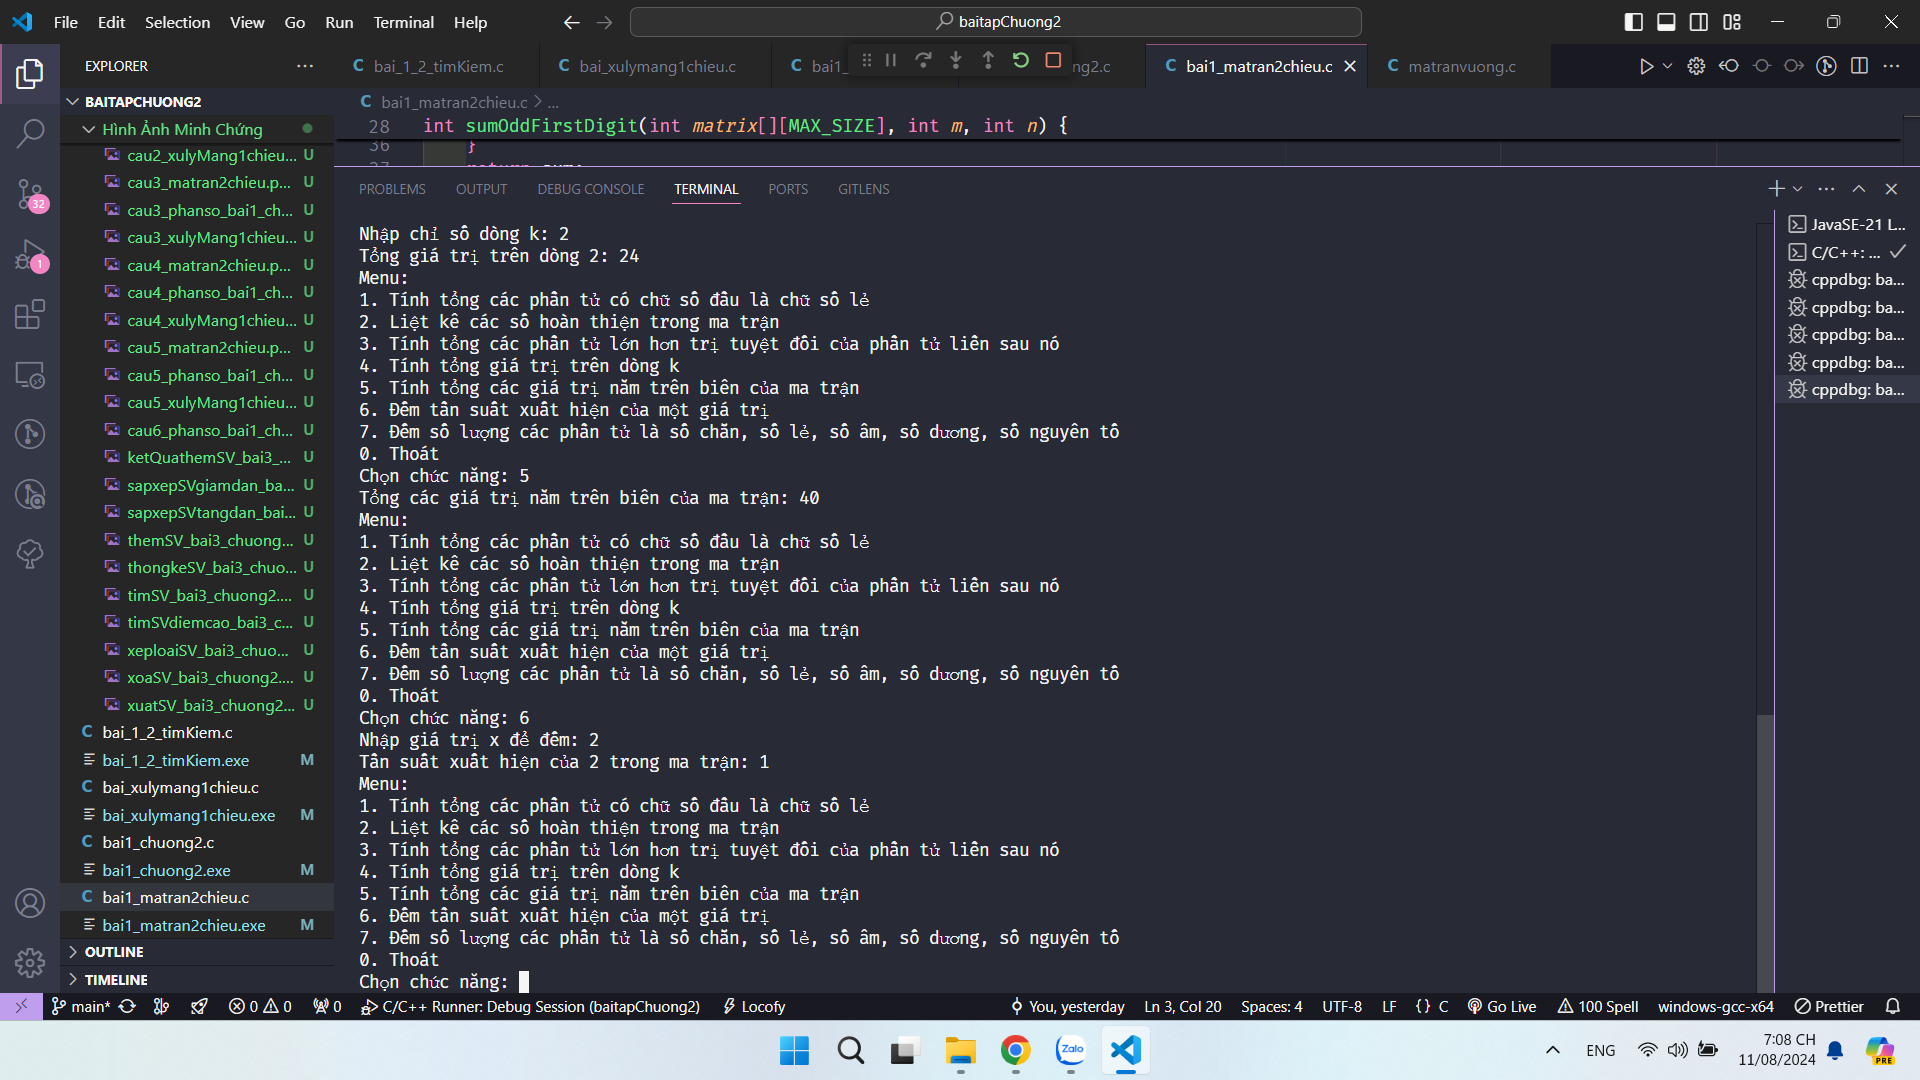 File Edit Selection View Go Run Terminal Help
baitapChuong2
EXPLORER
bai_1_2_timKiem.c
bai_xulymang1chieu.c
bai1_
ng2.c
bai1_matran2chieu.c
matranvuong.c
BAITAPCHUONG2
Hình Ảnh Minh Chứng
cau2_xulyMang1chieu... U
cau3_matran2chieu.p... U
cau3_phanso_bai1_ch... U
cau3_xulyMang1chieu... U
cau4_matran2chieu.p... U
cau4_phanso_bai1_ch... U
cau4_xulyMang1chieu... U
cau5_matran2chieu.p... U
cau5_phanso_bai1_ch... U
cau5_xulyMang1chieu... U
cau6_phanso_bai1_ch... U
ketQuathemSV_bai3_... U
sapxepSVgiamdan_ba... U
sapxepSVtangdan_bai... U
themSV_bai3_chuong... U
thongkeSV_bai3_chuo... U
timSV_bai3_chuong2.... U
timSVdiemcao_bai3_c... U
xeploaiSV_bai3_chuo... U
xoaSV_bai3_chuong2.... U
xuatSV_bai3_chuong2... U
C bai_1_2_timKiem.c
bai_1_2_timKiem.exe M
C bai_xulymang1chieu.c
bai_xulymang1chieu.exe M
C bai1_chuong2.c
bai1_chuong2.exe M
C bai1_matran2chieu.c
bai1_matran2chieu.exe M
OUTLINE
TIMELINE
32
1
C bai1_matran2chieu.c > ...
28 int sumOddFirstDigit(int matrix[][MAX_SIZE], int m, int n) {
36 }
PROBLEMS OUTPUT DEBUG CONSOLE TERMINAL PORTS GITLENS
Nhập chỉ số dòng k: 2
Tổng giá trị trên dòng 2: 24
Menu:
1. Tính tổng các phần tử có chữ số đầu là chữ số lẻ
2. Liệt kê các số hoàn thiện trong ma trận
3. Tính tổng các phần tử lớn hơn trị tuyệt đối của phần tử liền sau nó
4. Tính tổng giá trị trên dòng k
5. Tính tổng các giá trị nằm trên biên của ma trận
6. Đếm tần suất xuất hiện của một giá trị
7. Đếm số lượng các phần tử là số chẵn, số lẻ, số âm, số dương, số nguyên tố
0. Thoát
Chọn chức năng: 5
Tổng các giá trị nằm trên biên của ma trận: 40
Menu:
1. Tính tổng các phần tử có chữ số đầu là chữ số lẻ
2. Liệt kê các số hoàn thiện trong ma trận
3. Tính tổng các phần tử lớn hơn trị tuyệt đối của phần tử liền sau nó
4. Tính tổng giá trị trên dòng k
5. Tính tổng các giá trị nằm trên biên của ma trận
6. Đếm tần suất xuất hiện của một giá trị
7. Đếm số lượng các phần tử là số chẵn, số lẻ, số âm, số dương, số nguyên tố
0. Thoát
Chọn chức năng: 6
Nhập giá trị x để đếm: 2
Tần suất xuất hiện của 2 trong ma trận: 1
Menu:
1. Tính tổng các phần tử có chữ số đầu là chữ số lẻ
2. Liệt kê các số hoàn thiện trong ma trận
3. Tính tổng các phần tử lớn hơn trị tuyệt đối của phần tử liền sau nó
4. Tính tổng giá trị trên dòng k
5. Tính tổng các giá trị nằm trên biên của ma trận
6. Đếm tần suất xuất hiện của một giá trị
7. Đếm số lượng các phần tử là số chẵn, số lẻ, số âm, số dương, số nguyên tố
0. Thoát
Chọn chức năng:
JavaSE-21 L...
C/C++: ...
cppdbg: ba...
cppdbg: ba...
cppdbg: ba...
cppdbg: ba...
cppdbg: ba...
main* 0 0 0 C/C++ Runner: Debug Session (baitapChuong2) Locofy You, yesterday Ln 3, Col 20 Spaces: 4 UTF-8 LF {} C Go Live 100 Spell windows-gcc-x64 Prettier
Zalo
ENG
7:08 CH
11/08/2024
PRE